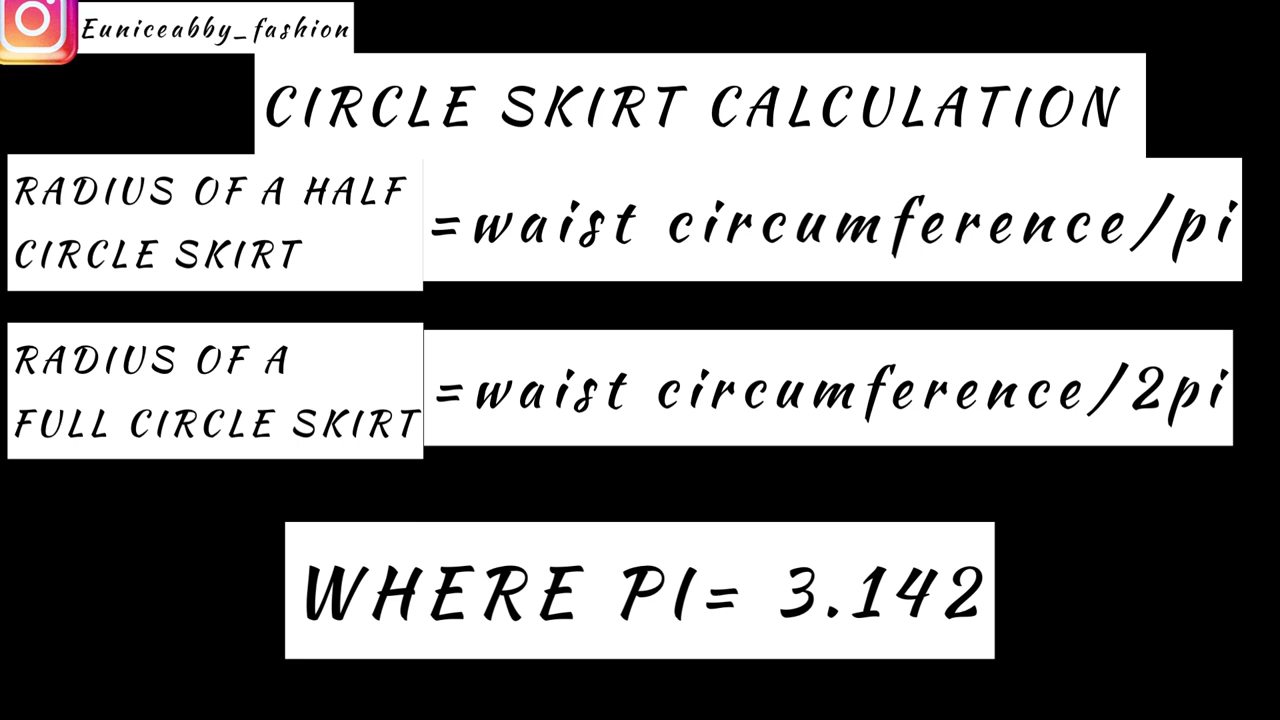 Euniceabby_fashion
CIRCLE SKIRT CALCULATION
RADIUS OF A HALF
CIRCLE SKIRT
=waist circumference/pi
RADIUS OF A
FULL CIRCLE SKIRT
=waist circumference/2pi
WHERE PI= 3.142